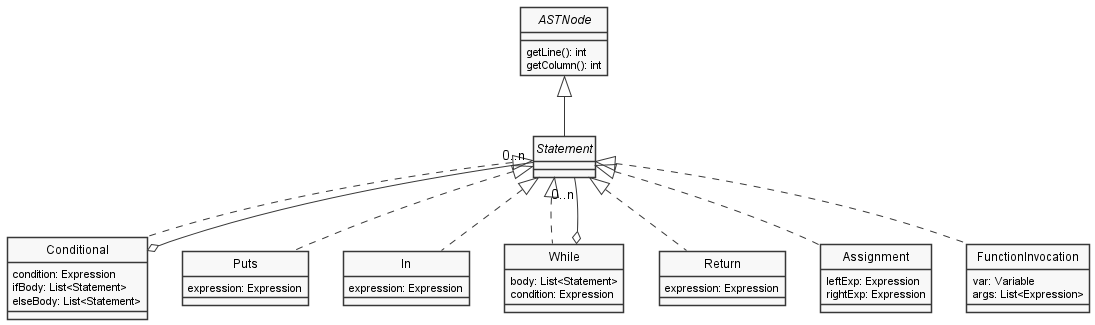 ASTNode
getLine(): int
getColumn(): int
Statement
0..n
0..n
Conditional
condition: Expression
ifBody: List<Statement>
elseBody: List<Statement>
Puts
expression: Expression
In
expression: Expression
While
body: List<Statement>
condition: Expression
Return
expression: Expression
Assignment
leftExp: Expression
rightExp: Expression
FunctionInvocation
var: Variable
args: List<Expression>